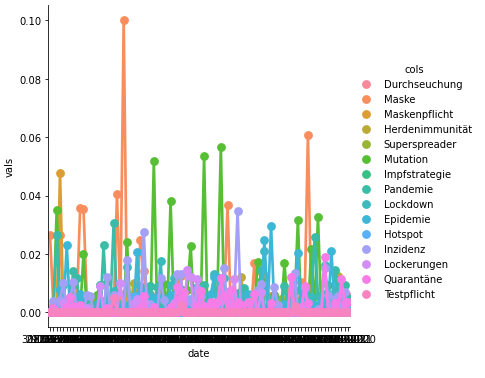 0.10
0.08
0.06
0.04
0.02
0.00
vals
date
cols
Durchseuchung
Maske
Maskenpflicht
Herdenimmunität
Superspreader
Mutation
Impfstrategie
Pandemie
Lockdown
Epidemie
Hotspot
Inzidenz
Lockerungen
Quarantäne
Testpflicht